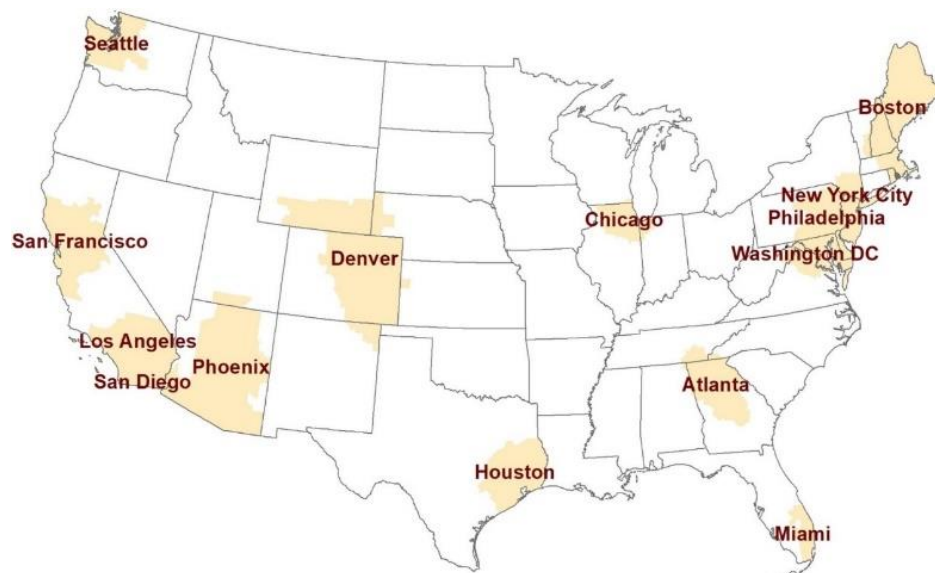 Seattle
Boston
New York City
Chicago
Philadelphia
San Francisco
Denver
Washington DC
Los Angeles
Phoenix
San Diego
Atlanta
Houston
Miami